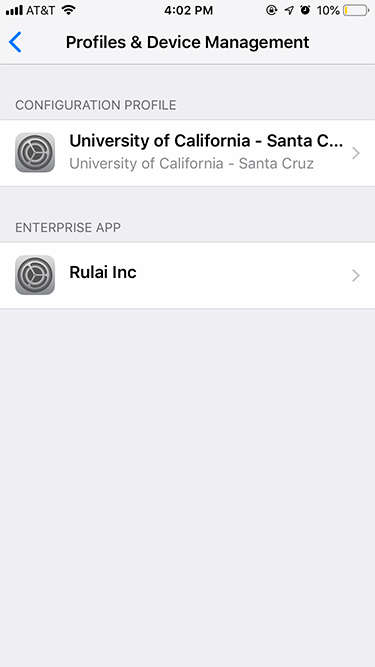 AT&T 4:02 PM 10%
Profiles & Device Management
CONFIGURATION PROFILE
University of California - Santa C...
University of California - Santa Cruz
ENTERPRISE APP
Rulai Inc